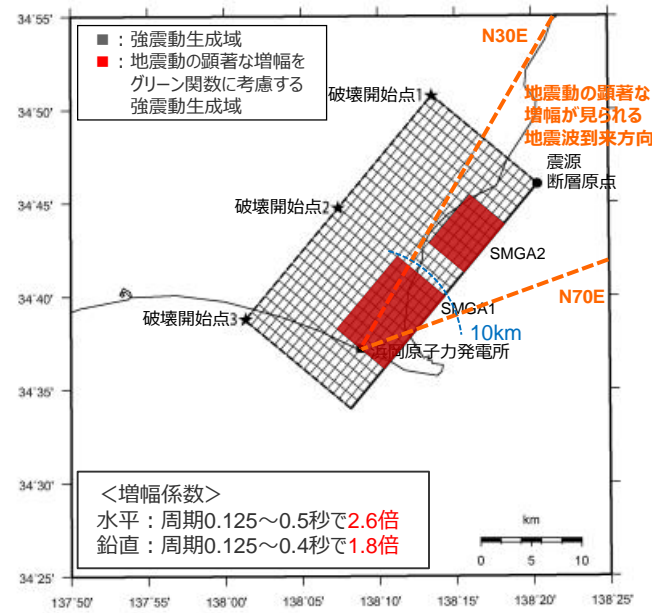 34˚55'
34˚50'
34˚45'
34˚40'
34˚35'
34˚30'
34˚25'
137˚50'
137˚55'
138˚00'
138˚05'
138˚10'
138˚15'
138˚20'
138˚25'
■：強震動生成域
■：地震動の顕著な増幅を
グリーン関数に考慮する
強震動生成域
N30E
地震動の顕著な
増幅が見られる
地震波到来方向
破壊開始点1
震源
断層原点
破壊開始点2
SMGA2
N70E
SMGA1
破壊開始点3
10km
浜岡原子力発電所
＜増幅係数＞
水平：周期0.125～0.5秒で2.6倍
鉛直：周期0.125～0.4秒で1.8倍
km
0 5 10